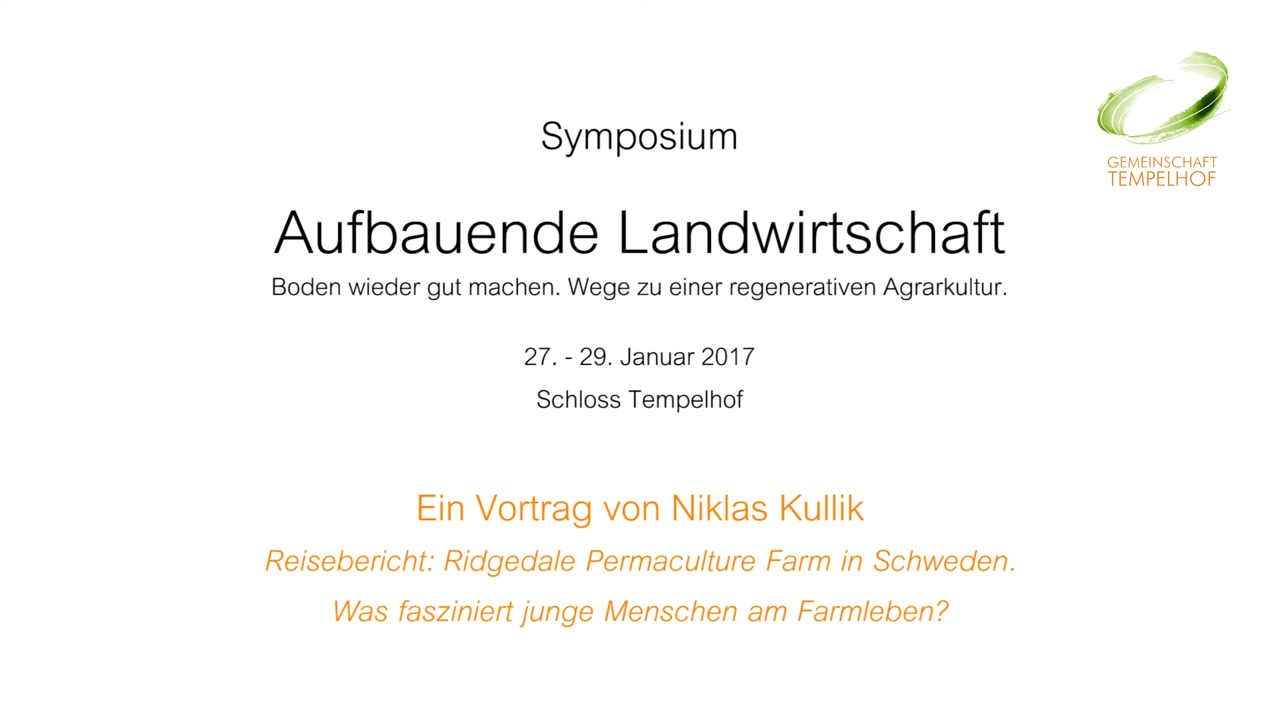 Symposium
GEMEINSCHAFT
TEMPELHOF
Aufbauende Landwirtschaft
Boden wieder gut machen. Wege zu einer regenerativen Agrarkultur.
27. - 29. Januar 2017
Schloss Tempelhof
Ein Vortrag von Niklas Kullik
Reisebericht: Ridgedale Permaculture Farm in Schweden.
Was fasziniert junge Menschen am Farmleben?